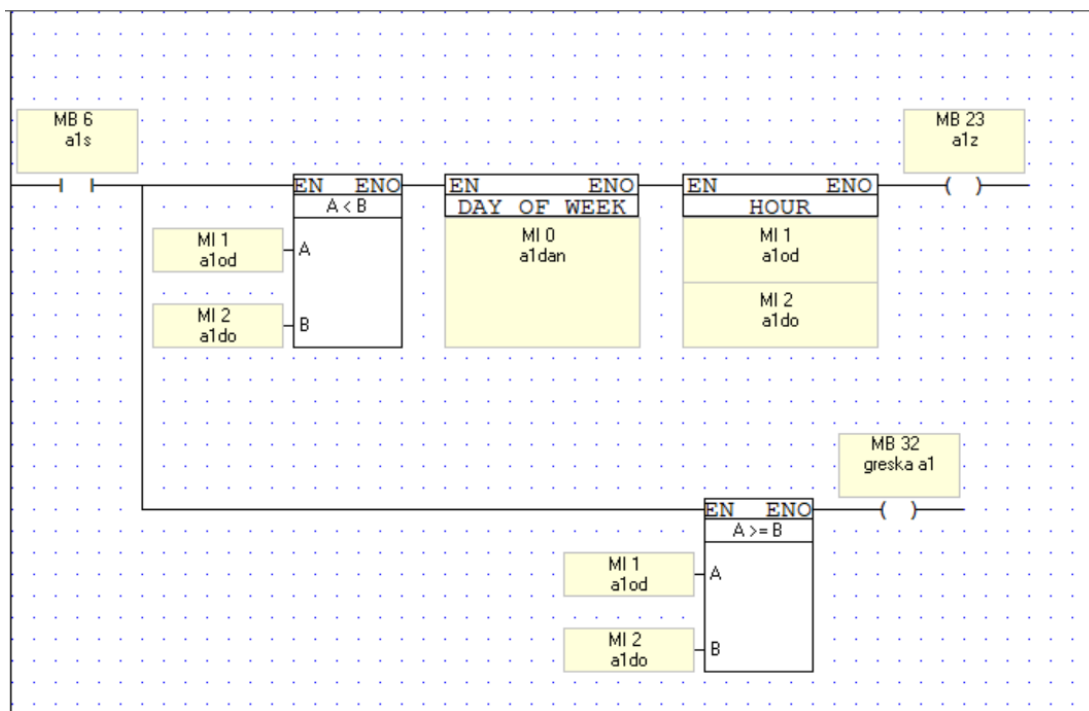 MB 6
a1s
MB 23
a1z
EN ENO
A < B
MI 1
a1od
A
MI 2
a1do
B
EN ENO
DAY OF WEEK
MI 0
a1dan
EN ENO
HOUR
MI 1
a1od
MI 2
a1do
MB 32
greska a1
EN ENO
A >= B
MI 1
a1od
A
MI 2
a1do
B